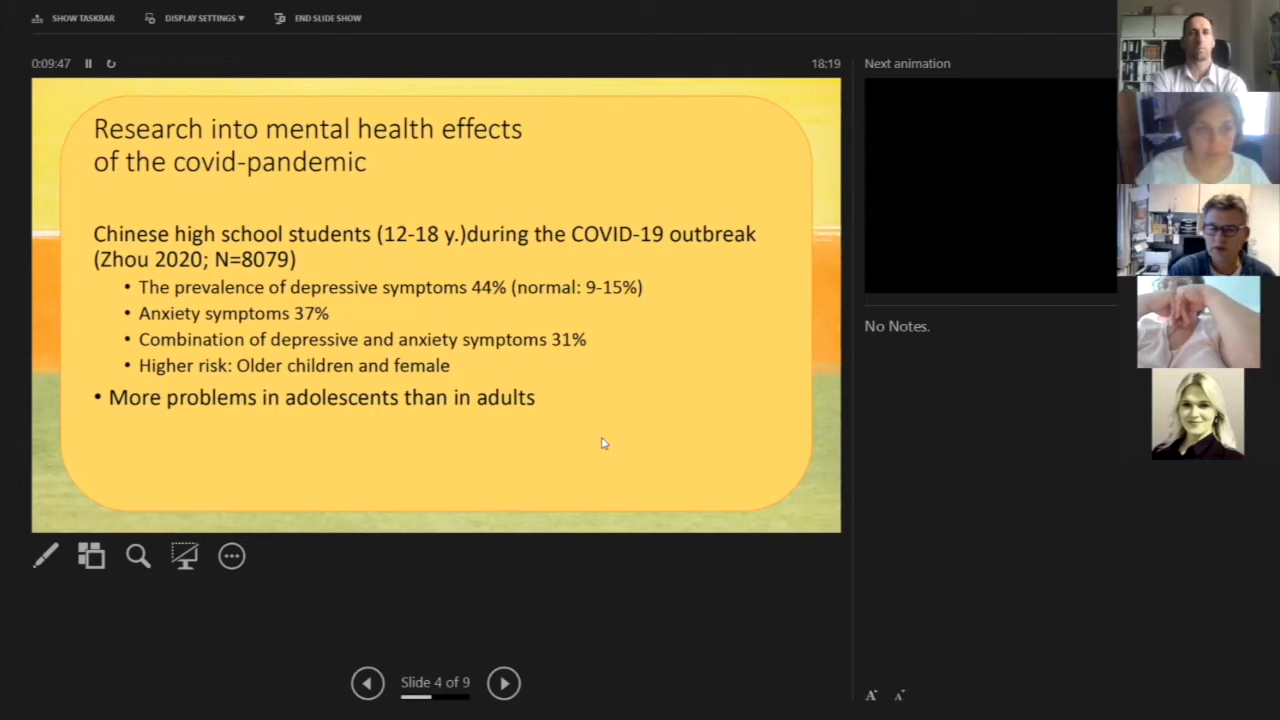 SHOW TASKBAR
DISPLAY SETTINGS ▾
END SLIDE SHOW
0:09:47
18:19
Next animation
Research into mental health effects
of the covid-pandemic
Chinese high school students (12-18 y.)during the COVID-19 outbreak
(Zhou 2020; N=8079)
• The prevalence of depressive symptoms 44% (normal: 9-15%)
• Anxiety symptoms 37%
• Combination of depressive and anxiety symptoms 31%
• Higher risk: Older children and female
• More problems in adolescents than in adults
No Notes.
Slide 4 of 9
A A